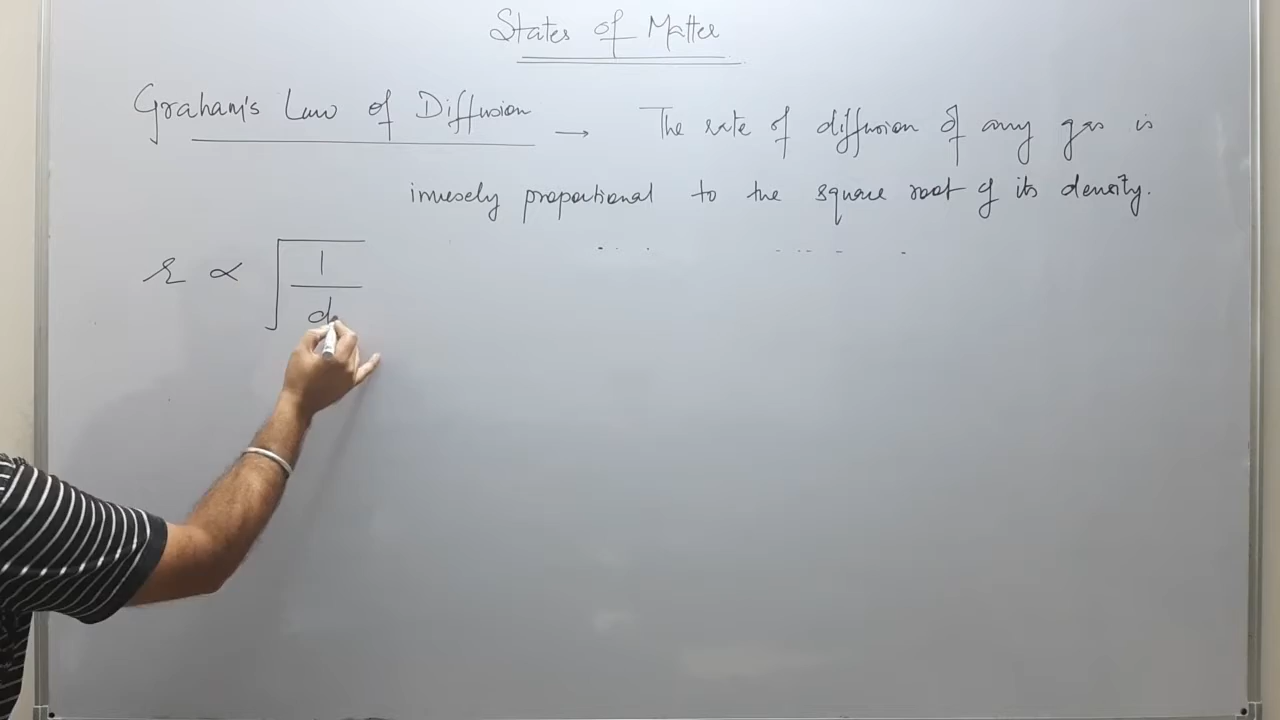 States of Matter
Graham's Law of Diffusion → The rate of diffusion of any gas is
inversely proportional to the square root of its density.
r ∝ √(1/d)